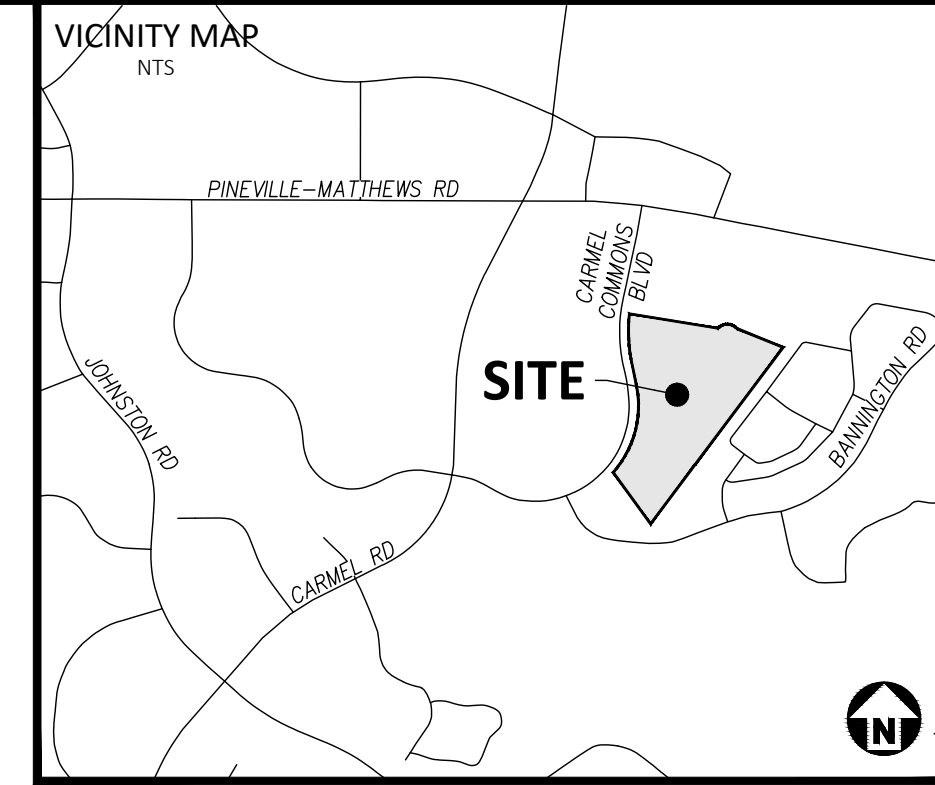 VICINITY MAP
NTS
PINEVILLE-MATTHEWS RD
CARMEL
COMMONS
BLVD
SITE
JOHNSTON RD
BANNINGTON RD
CARMEL RD
N